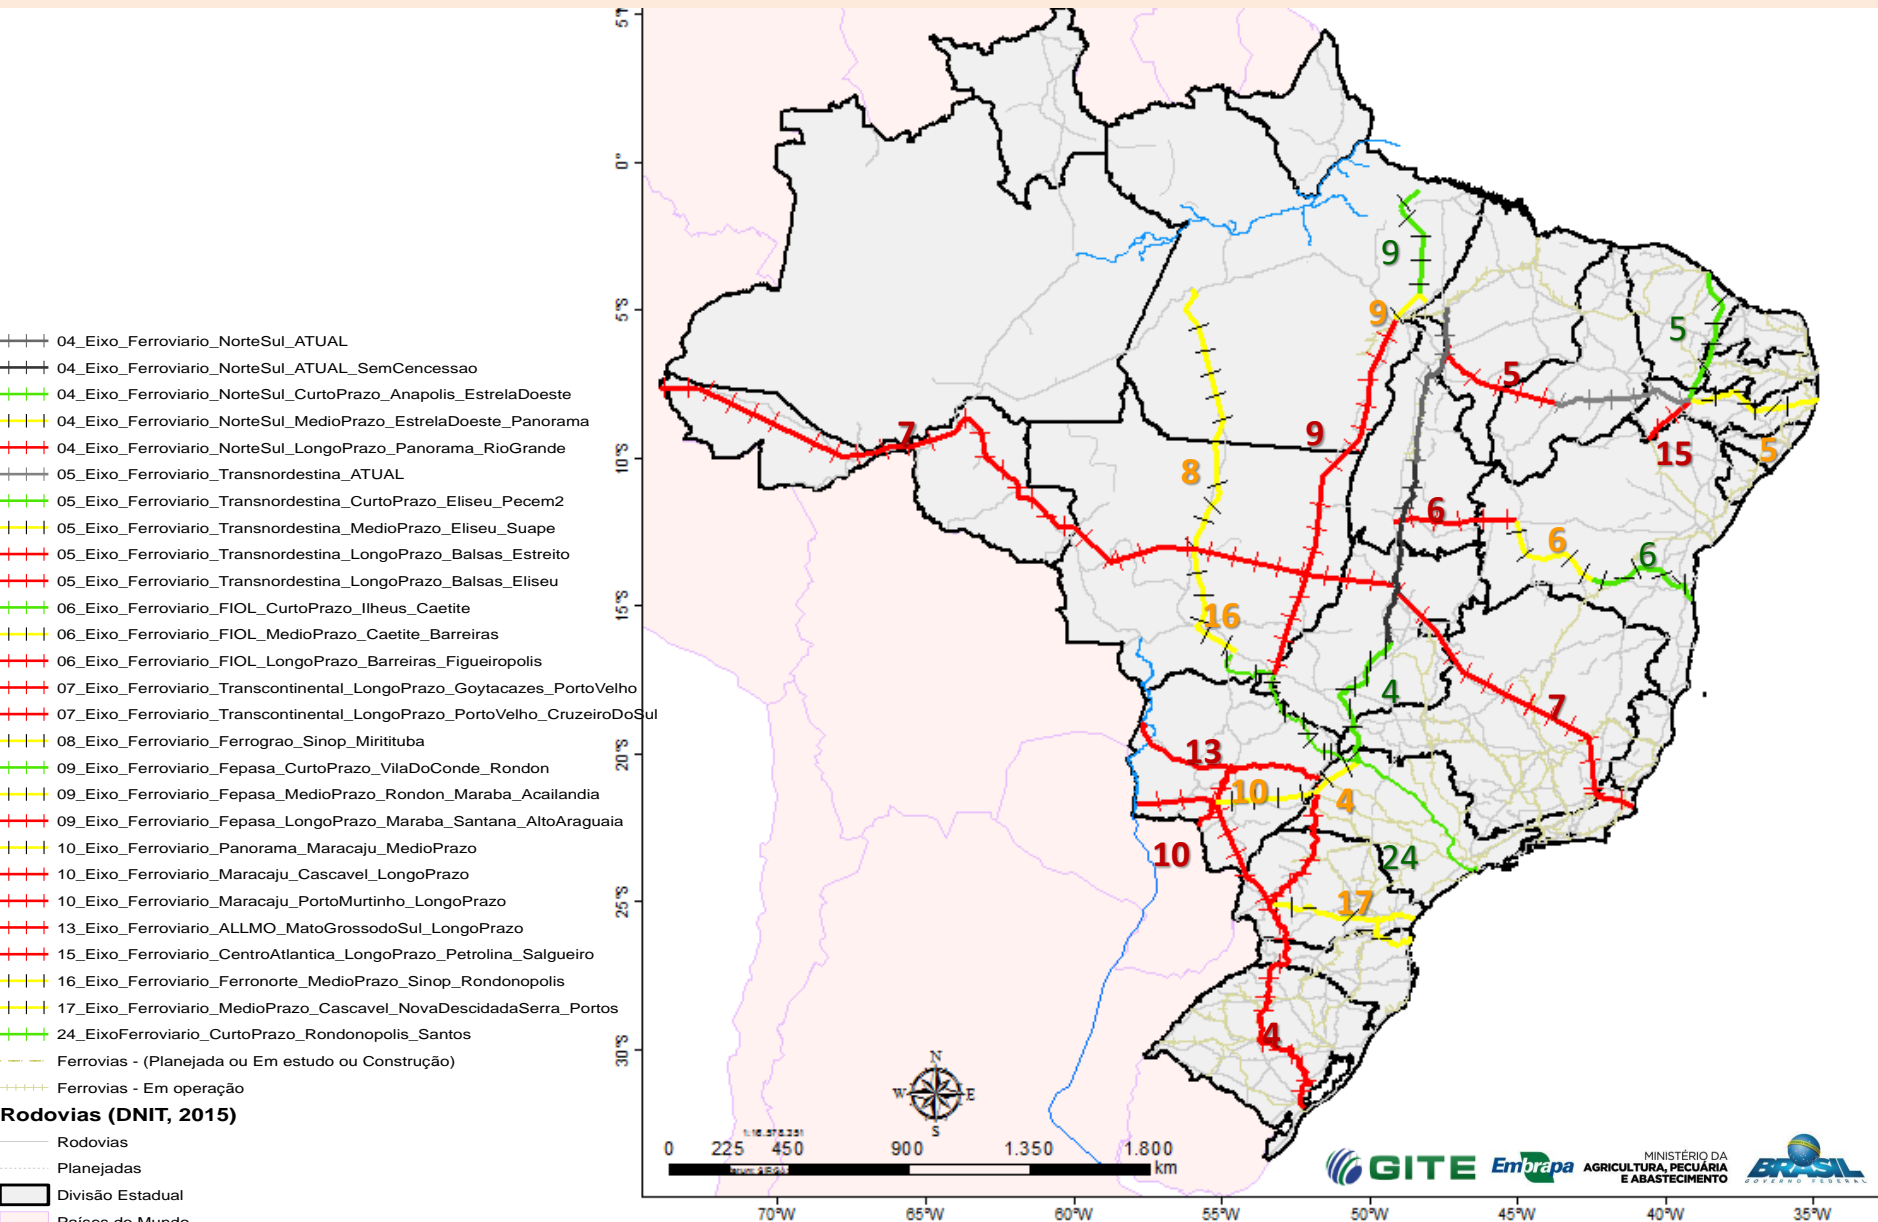 04_Eixo_Ferroviario_NorteSul_ATUAL
04_Eixo_Ferroviario_NorteSul_ATUAL_SemCencessao
04_Eixo_Ferroviario_NorteSul_CurtoPrazo_Anapolis_EstrelaDoeste
04_Eixo_Ferroviario_NorteSul_MedioPrazo_EstrelaDoeste_Panorama
04_Eixo_Ferroviario_NorteSul_LongoPrazo_Panorama_RioGrande
05_Eixo_Ferroviario_Transnordestina_ATUAL
05_Eixo_Ferroviario_Transnordestina_CurtoPrazo_Eliseu_Pecem2
05_Eixo_Ferroviario_Transnordestina_MedioPrazo_Eliseu_Suape
05_Eixo_Ferroviario_Transnordestina_LongoPrazo_Balsas_Estreito
05_Eixo_Ferroviario_Transnordestina_LongoPrazo_Balsas_Eliseu
06_Eixo_Ferroviario_FIOL_CurtoPrazo_Ilheus_Caetite
06_Eixo_Ferroviario_FIOL_MedioPrazo_Caetite_Barreiras
06_Eixo_Ferroviario_FIOL_LongoPrazo_Barreiras_Figueiropolis
07_Eixo_Ferroviario_Transcontinental_LongoPrazo_Goytacazes_PortoVelho
07_Eixo_Ferroviario_Transcontinental_LongoPrazo_PortoVelho_CruzeiroDoSul
08_Eixo_Ferroviario_Ferrograo_Sinop_Miritituba
09_Eixo_Ferroviario_Fepasa_CurtoPrazo_VilaDoConde_Rondon
09_Eixo_Ferroviario_Fepasa_MedioPrazo_Rondon_Maraba_Acailandia
09_Eixo_Ferroviario_Fepasa_LongoPrazo_Maraba_Santana_AltoAraguaia
10_Eixo_Ferroviario_Panorama_Maracaju_MedioPrazo
10_Eixo_Ferroviario_Maracaju_Cascavel_LongoPrazo
10_Eixo_Ferroviario_Maracaju_PortoMurtinho_LongoPrazo
13_Eixo_Ferroviario_ALLMO_MatoGrossodoSul_LongoPrazo
15_Eixo_Ferroviario_CentroAtlantica_LongoPrazo_Petrolina_Salgueiro
16_Eixo_Ferroviario_Ferronorte_MedioPrazo_Sinop_Rondonopolis
17_Eixo_Ferroviario_MedioPrazo_Cascavel_NovaDescidadaSerra_Portos
24_EixoFerroviario_CurtoPrazo_Rondonopolis_Santos
Ferrovias - (Planejada ou Em estudo ou Construção)
Ferrovias - Em operação
Rodovias (DNIT, 2015)
Rodovias
Planejadas
Divisão Estadual
Países do Mundo
0°
5°S
10°S
15°S
20°S
25°S
30°S
9
9
5
5
7
9
8
15
5
6
6
6
16
4
7
13
10
4
10
24
17
4
N
W E
S
0 225 450 900 1.350 1.800
km
GITE
Embrapa
MINISTÉRIO DA
AGRICULTURA, PECUÁRIA
E ABASTECIMENTO
BRASIL
GOVERNO FEDERAL
70°W 65°W 60°W 55°W 50°W 45°W 40°W 35°W